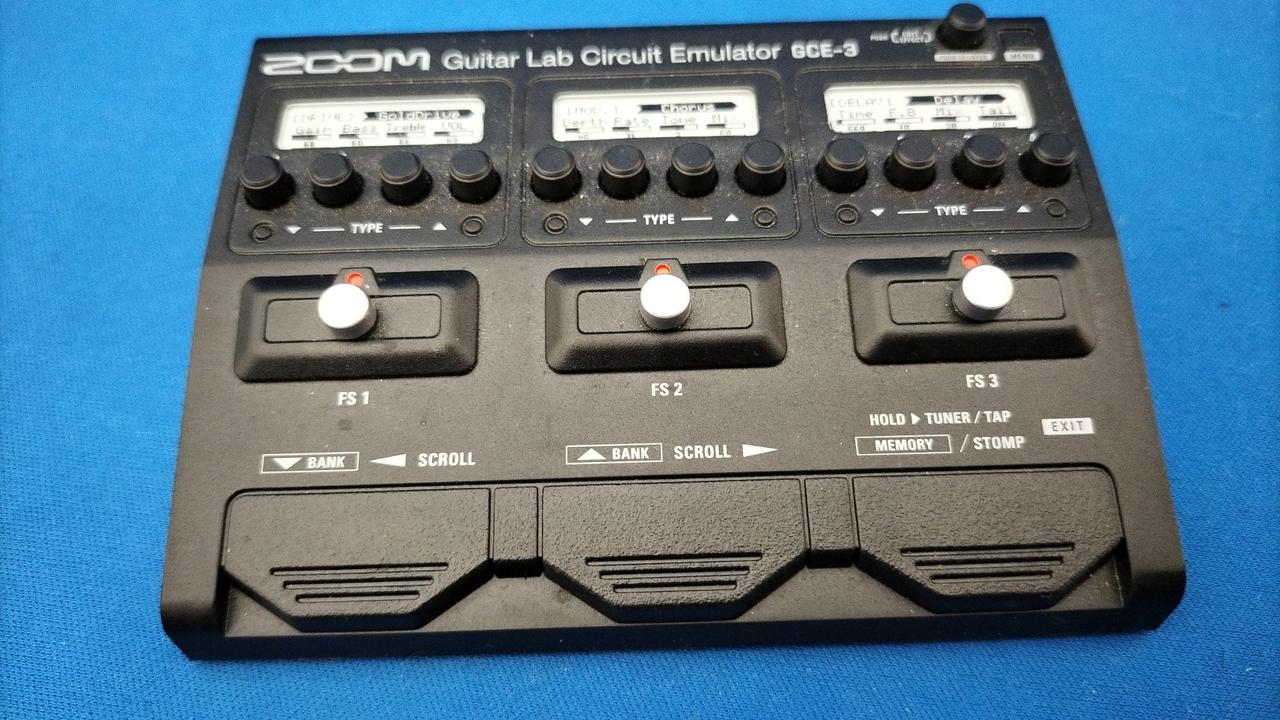 ZOOM Guitar Lab Circuit Emulator GCE-3
MENU
[DRIVE] GoldDrive
Gain Bass Treble VOL
[MOD.] Chorus
Depth Rate Tone
[DELAY] Delay
Time F.B Mi Tail
TYPE
TYPE
TYPE
FS 1
FS 2
FS 3
HOLD ▶ TUNER / TAP
EXIT
▼ BANK ◀ SCROLL
▲ BANK SCROLL ▶
MEMORY / STOMP